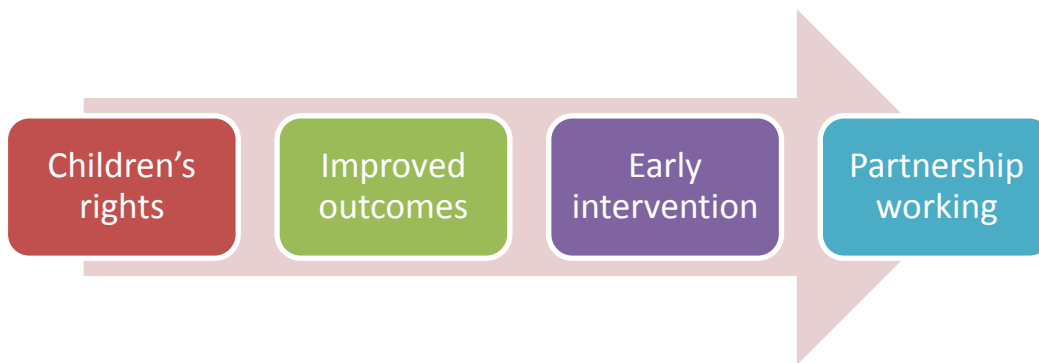 Children’s
rights
Improved
outcomes
Early
intervention
Partnership
working